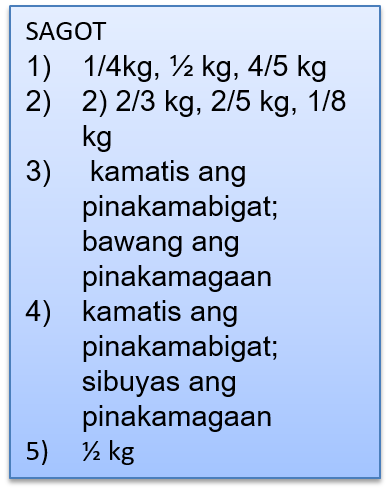 SAGOT
1) 1/4kg, ½ kg, 4/5 kg
2) 2) 2/3 kg, 2/5 kg, 1/8
kg
3) kamatis ang
pinakamabigat;
bawang ang
pinakamagaan
4) kamatis ang
pinakamabigat;
sibuyas ang
pinakamagaan
5) ½ kg